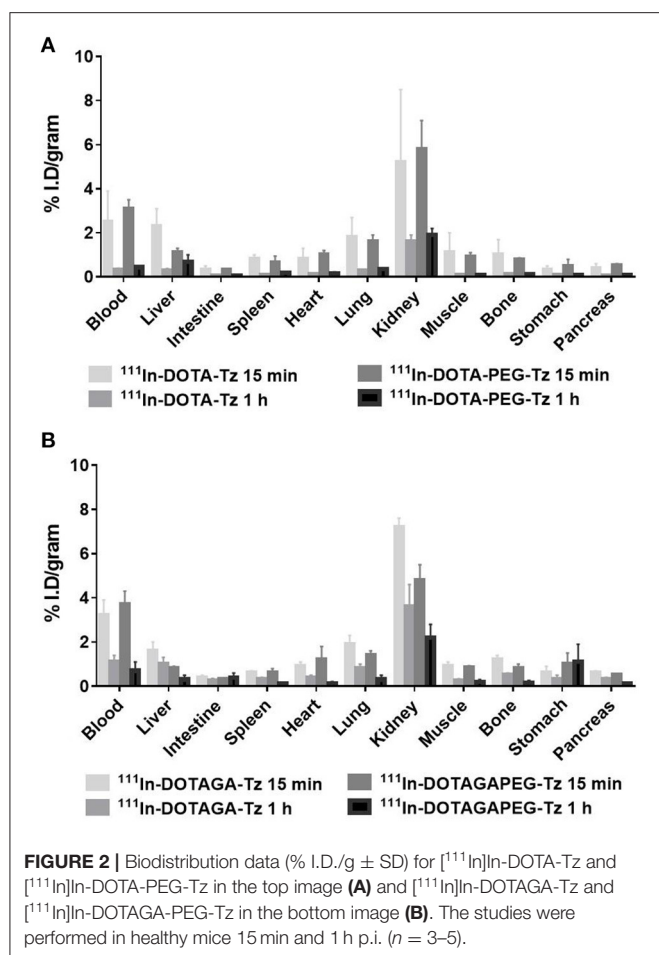 A
% I.D/gram
10
8
6
4
2
0
Blood
Liver
Intestine
Spleen
Heart
Lung
Kidney
Muscle
Bone
Stomach
Pancreas
¹¹¹In-DOTA-Tz 15 min
¹¹¹In-DOTA-PEG-Tz 15 min
¹¹¹In-DOTA-Tz 1 h
¹¹¹In-DOTA-PEG-Tz 1 h
B
% I.D/gram
10
8
6
4
2
0
Blood
Liver
Intestine
Spleen
Heart
Lung
Kidney
Muscle
Bone
Stomach
Pancreas
¹¹¹In-DOTAGA-Tz 15 min
¹¹¹In-DOTAGAPEG-Tz 15 min
¹¹¹In-DOTAGA-Tz 1 h
¹¹¹In-DOTAGAPEG-Tz 1 h
FIGURE 2 | Biodistribution data (% I.D./g ± SD) for [¹¹¹In]In-DOTA-Tz and
[¹¹¹In]In-DOTA-PEG-Tz in the top image (A) and [¹¹¹In]In-DOTAGA-Tz and
[¹¹¹In]In-DOTAGA-PEG-Tz in the bottom image (B). The studies were
performed in healthy mice 15 min and 1 h p.i. (n = 3–5).